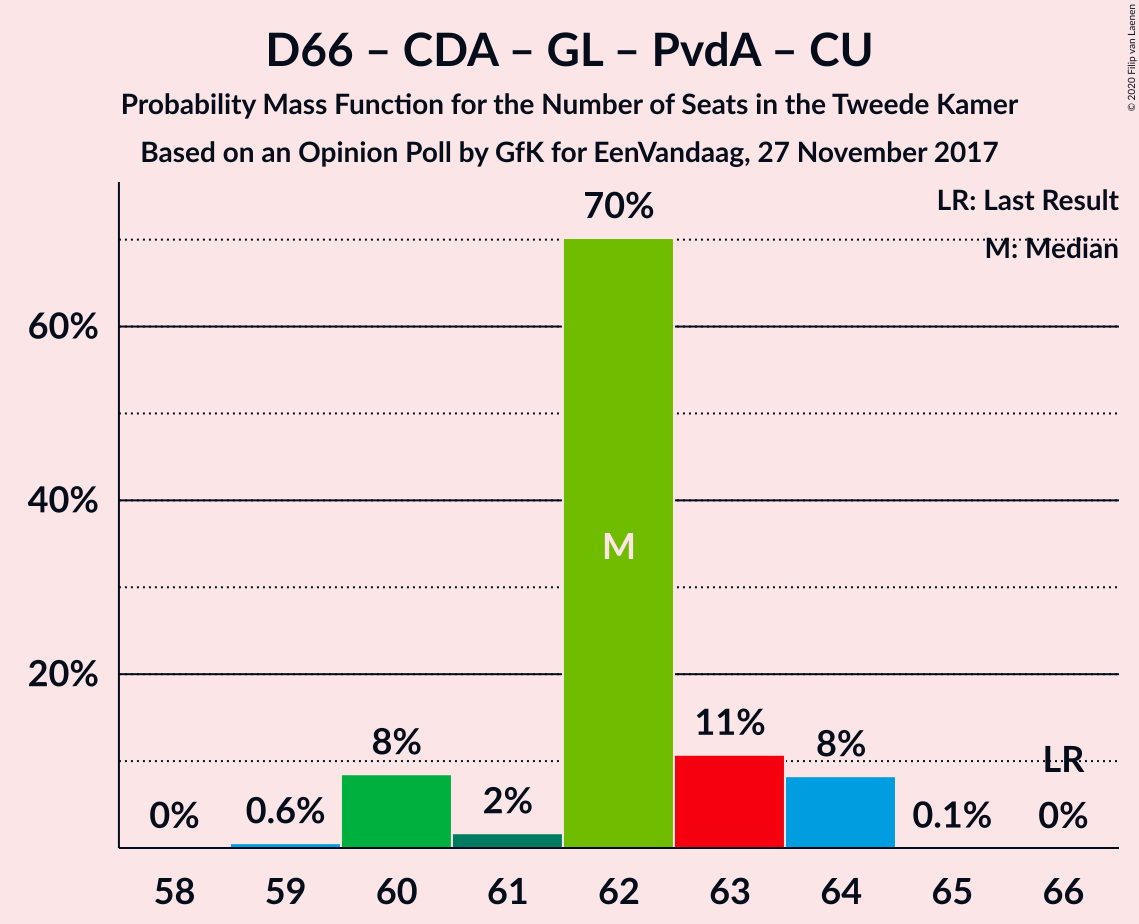 D66 – CDA – GL – PvdA – CU
Probability Mass Function for the Number of Seats in the Tweede Kamer
Based on an Opinion Poll by GfK for EenVandaag, 27 November 2017
© 2020 Filip van Laenen
LR: Last Result
M: Median
70%
60%
40%
20%
M
0%
0.6%
8%
2%
11%
8%
0.1%
LR
0%
58 59 60 61 62 63 64 65 66